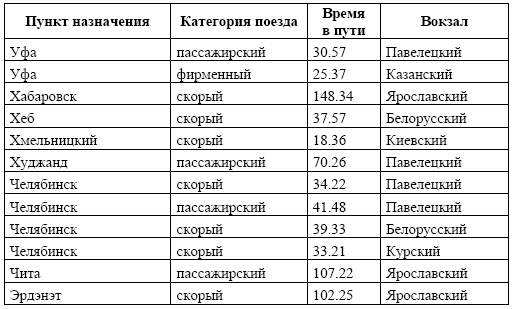 Пункт назначения Категория поезда Время в пути Вокзал
Уфа пассажирский 30.57 Павелецкий
Уфа фирменный 25.37 Казанский
Хабаровск скорый 148.34 Ярославский
Хеб скорый 37.57 Белорусский
Хмельницкий скорый 18.36 Киевский
Худжанд пассажирский 70.26 Павелецкий
Челябинск скорый 34.22 Павелецкий
Челябинск пассажирский 41.48 Павелецкий
Челябинск скорый 39.33 Белорусский
Челябинск скорый 33.21 Курский
Чита пассажирский 107.22 Ярославский
Эрдэнэт скорый 102.25 Ярославский